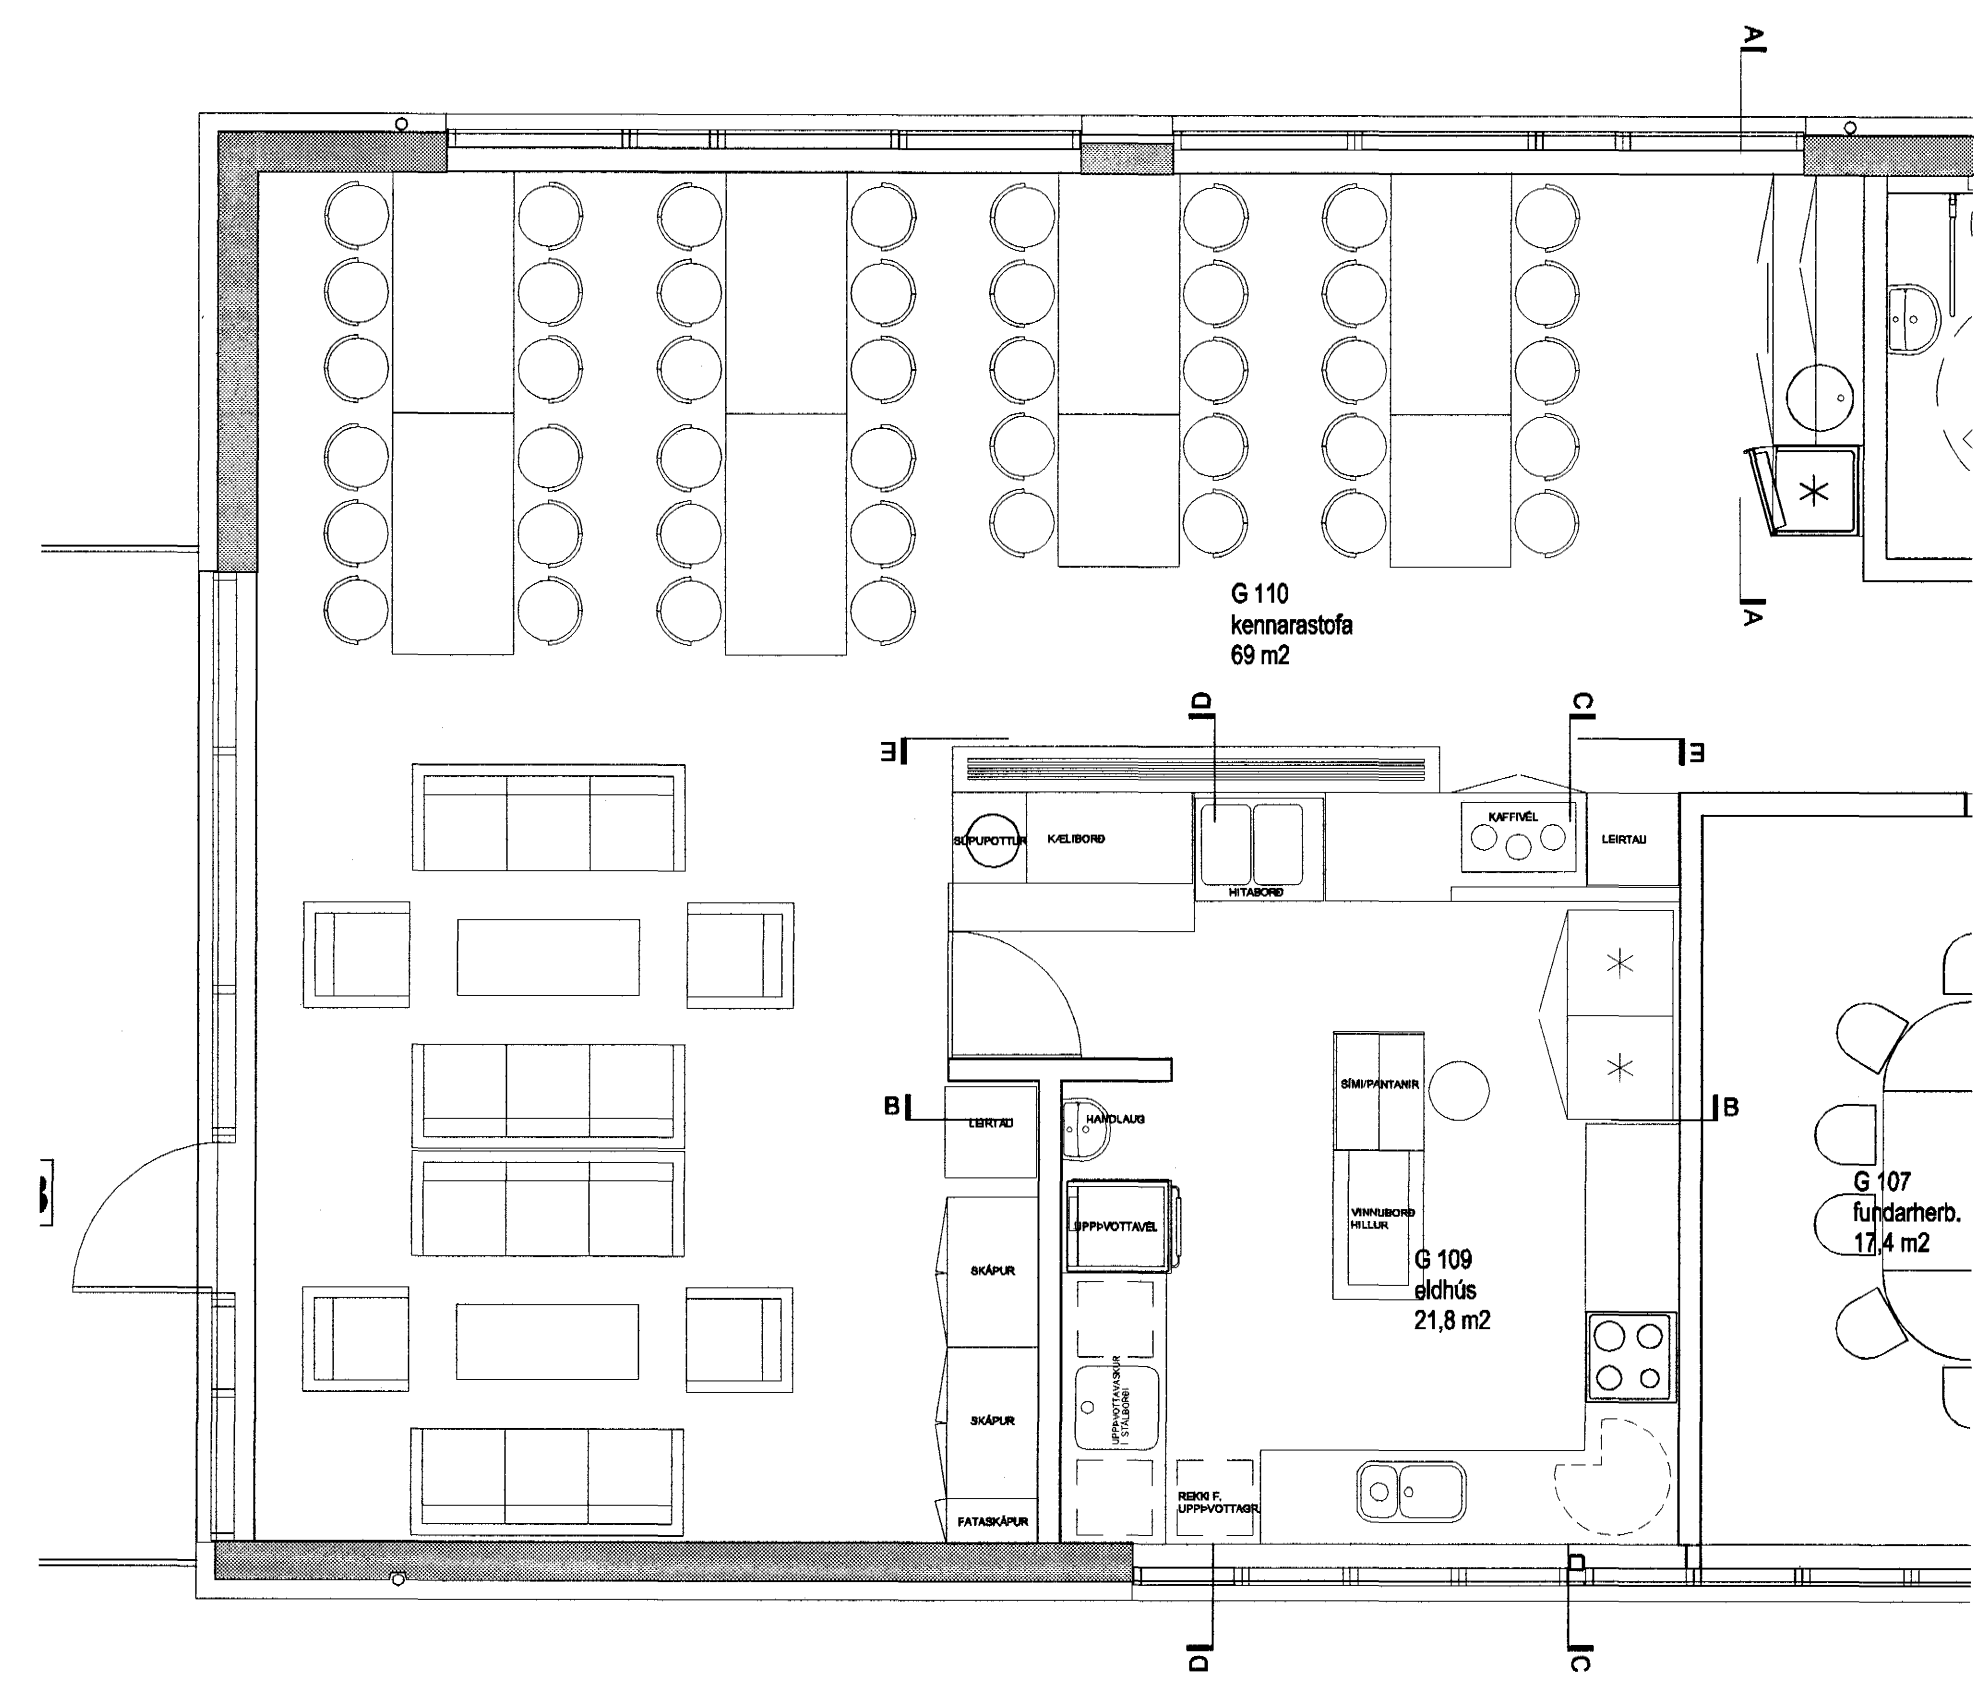 A
G 110
kennarastofa
69 m2
A
D
C
E
E
SÚPUPOTTUR
KÆLIBORÐ
HITABORÐ
KAFFIVÉL
LEIRTAU
SÍMI/PANTANIR
B
LEIRTAU
HANDLAUG
B
UPPÞVOTTAVÉL
VINNUBORÐ
HILLUR
G 107
fundarherb.
17,4 m2
G 109
eldhús
21,8 m2
SKÁPUR
SKÁPUR
UPPÞVOTTAVASKUR
Í STÁLBORÐI
REKKI F.
UPPÞVOTTAGR.
FATASKÁPUR
D
C